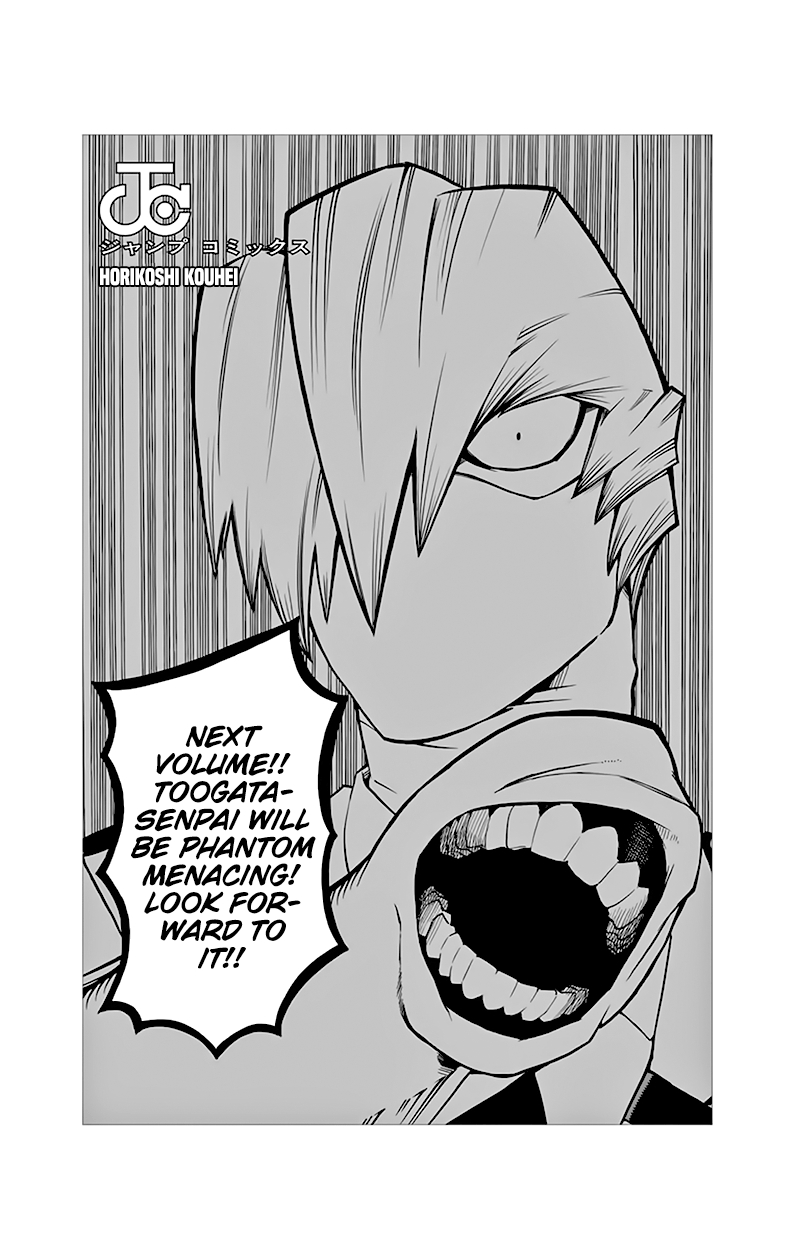 JC
ジャンプ コミックス
HORIKOSHI KOUHEI
NEXT
VOLUME!!
TOOGATA-
SENPAI WILL
BE PHANTOM
MENACING!
LOOK FOR-
WARD TO
IT!!